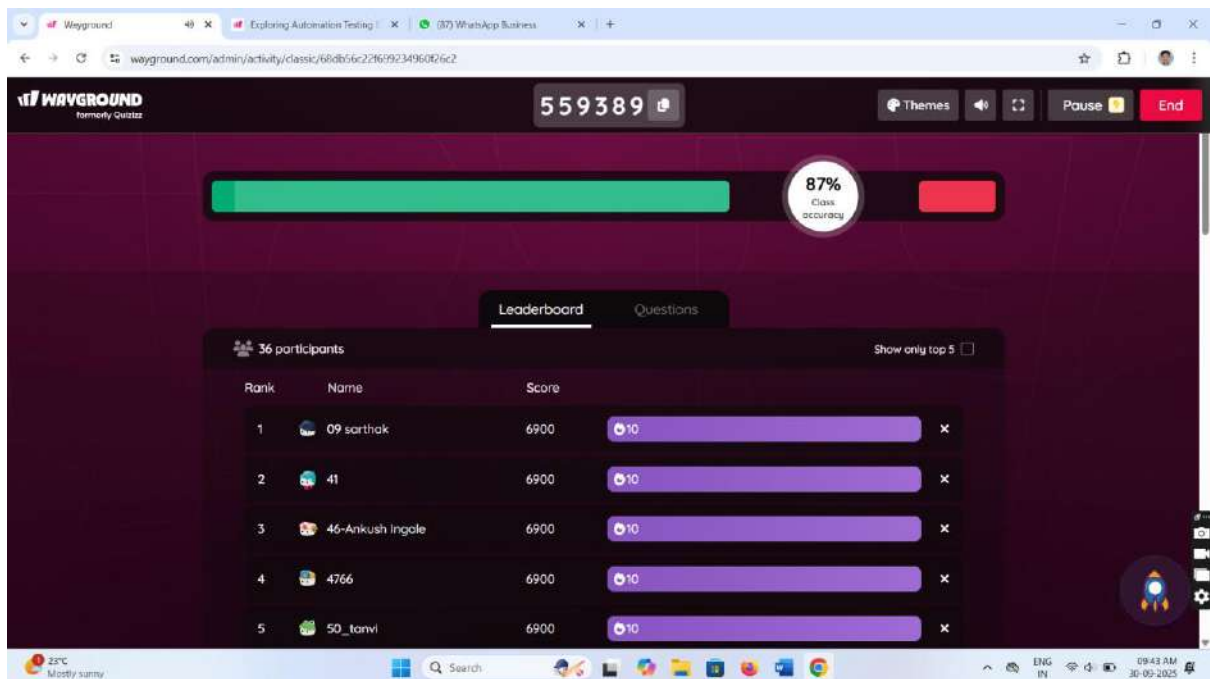 Wayground
Exploring Automation Testing
(87) WhatsApp Business
wayground.com/admin/activity/classic/68db56c22f699234960f26c2
WAYGROUND
formerly Quizizz
559389
Themes
Pause
End
87%
Class
accuracy
Leaderboard
Questions
36 participants
Show only top 5
Rank Name Score
1 09 sarthak 6900 10
2 41 6900 10
3 46-Ankush Ingale 6900 10
4 4766 6900 10
5 50_tanvi 6900 10
23°C
Mostly sunny
Search
ENG
IN
09:43 AM
30-09-2025